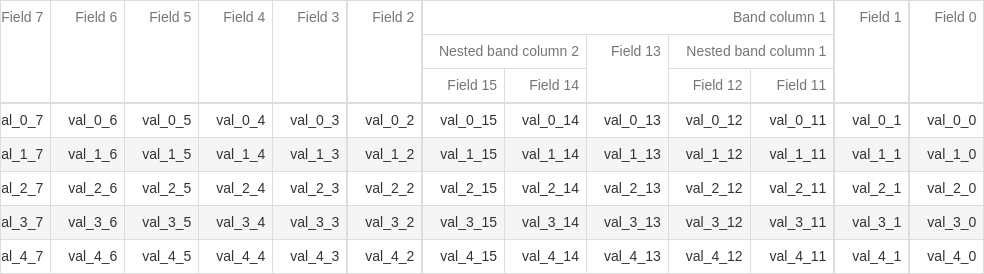 Field 7 Field 6 Field 5 Field 4 Field 3 Field 2 Band column 1 Field 1 Field 0
Nested band column 2 Field 13 Nested band column 1
Field 15 Field 14 Field 12 Field 11
al_0_7 val_0_6 val_0_5 val_0_4 val_0_3 val_0_2 val_0_15 val_0_14 val_0_13 val_0_12 val_0_11 val_0_1 val_0_0
al_1_7 val_1_6 val_1_5 val_1_4 val_1_3 val_1_2 val_1_15 val_1_14 val_1_13 val_1_12 val_1_11 val_1_1 val_1_0
al_2_7 val_2_6 val_2_5 val_2_4 val_2_3 val_2_2 val_2_15 val_2_14 val_2_13 val_2_12 val_2_11 val_2_1 val_2_0
al_3_7 val_3_6 val_3_5 val_3_4 val_3_3 val_3_2 val_3_15 val_3_14 val_3_13 val_3_12 val_3_11 val_3_1 val_3_0
al_4_7 val_4_6 val_4_5 val_4_4 val_4_3 val_4_2 val_4_15 val_4_14 val_4_13 val_4_12 val_4_11 val_4_1 val_4_0